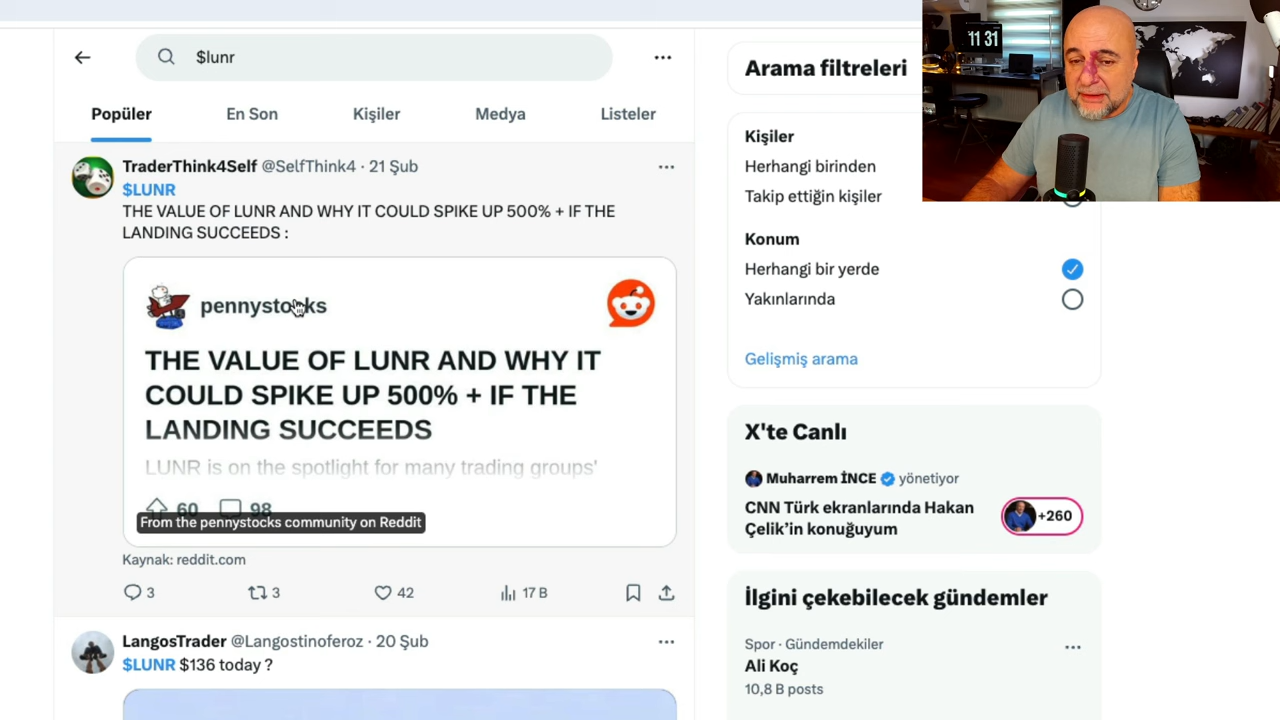 $lunr
Popüler
En Son
Kişiler
Medya
Listeler
TraderThink4Self @SelfThink4 · 21 Şub
$LUNR
THE VALUE OF LUNR AND WHY IT COULD SPIKE UP 500% + IF THE
LANDING SUCCEEDS :
pennystocks
THE VALUE OF LUNR AND WHY IT
COULD SPIKE UP 500% + IF THE
LANDING SUCCEEDS
LUNR is on the spotlight for many trading groups'
60
98
From the pennystocks community on Reddit
Kaynak: reddit.com
3
3
42
17 B
LangosTrader @Langostinoferoz · 20 Şub
$LUNR $136 today ?
Arama filtreleri
Kişiler
Herhangi birinden
Takip ettiğin kişiler
Konum
Herhangi bir yerde
Yakınlarında
Gelişmiş arama
X'te Canlı
Muharrem İNCE yönetiyor
CNN Türk ekranlarında Hakan
Çelik'in konuğuyum
+260
İlgini çekebilecek gündemler
Spor · Gündemdekiler
Ali Koç
10,8 B posts
11 31